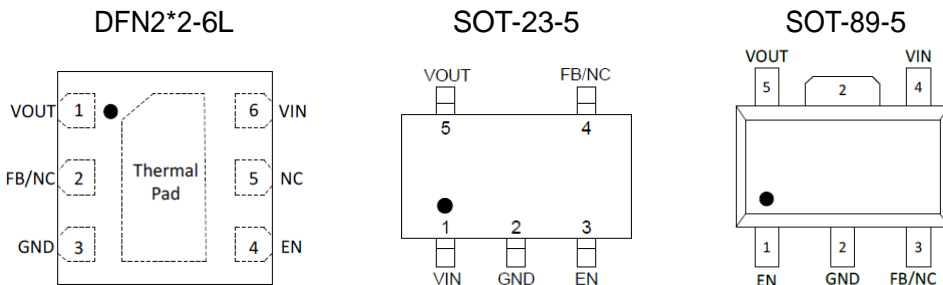 DFN2*2-6L
VOUT 1 6 VIN
FB/NC 2 Thermal Pad 5 NC
GND 3 4 EN
SOT-23-5
VOUT FB/NC
5 4
1 2 3
VIN GND EN
SOT-89-5
VOUT VIN
5 2 4
1 2 3
EN GND FB/NC